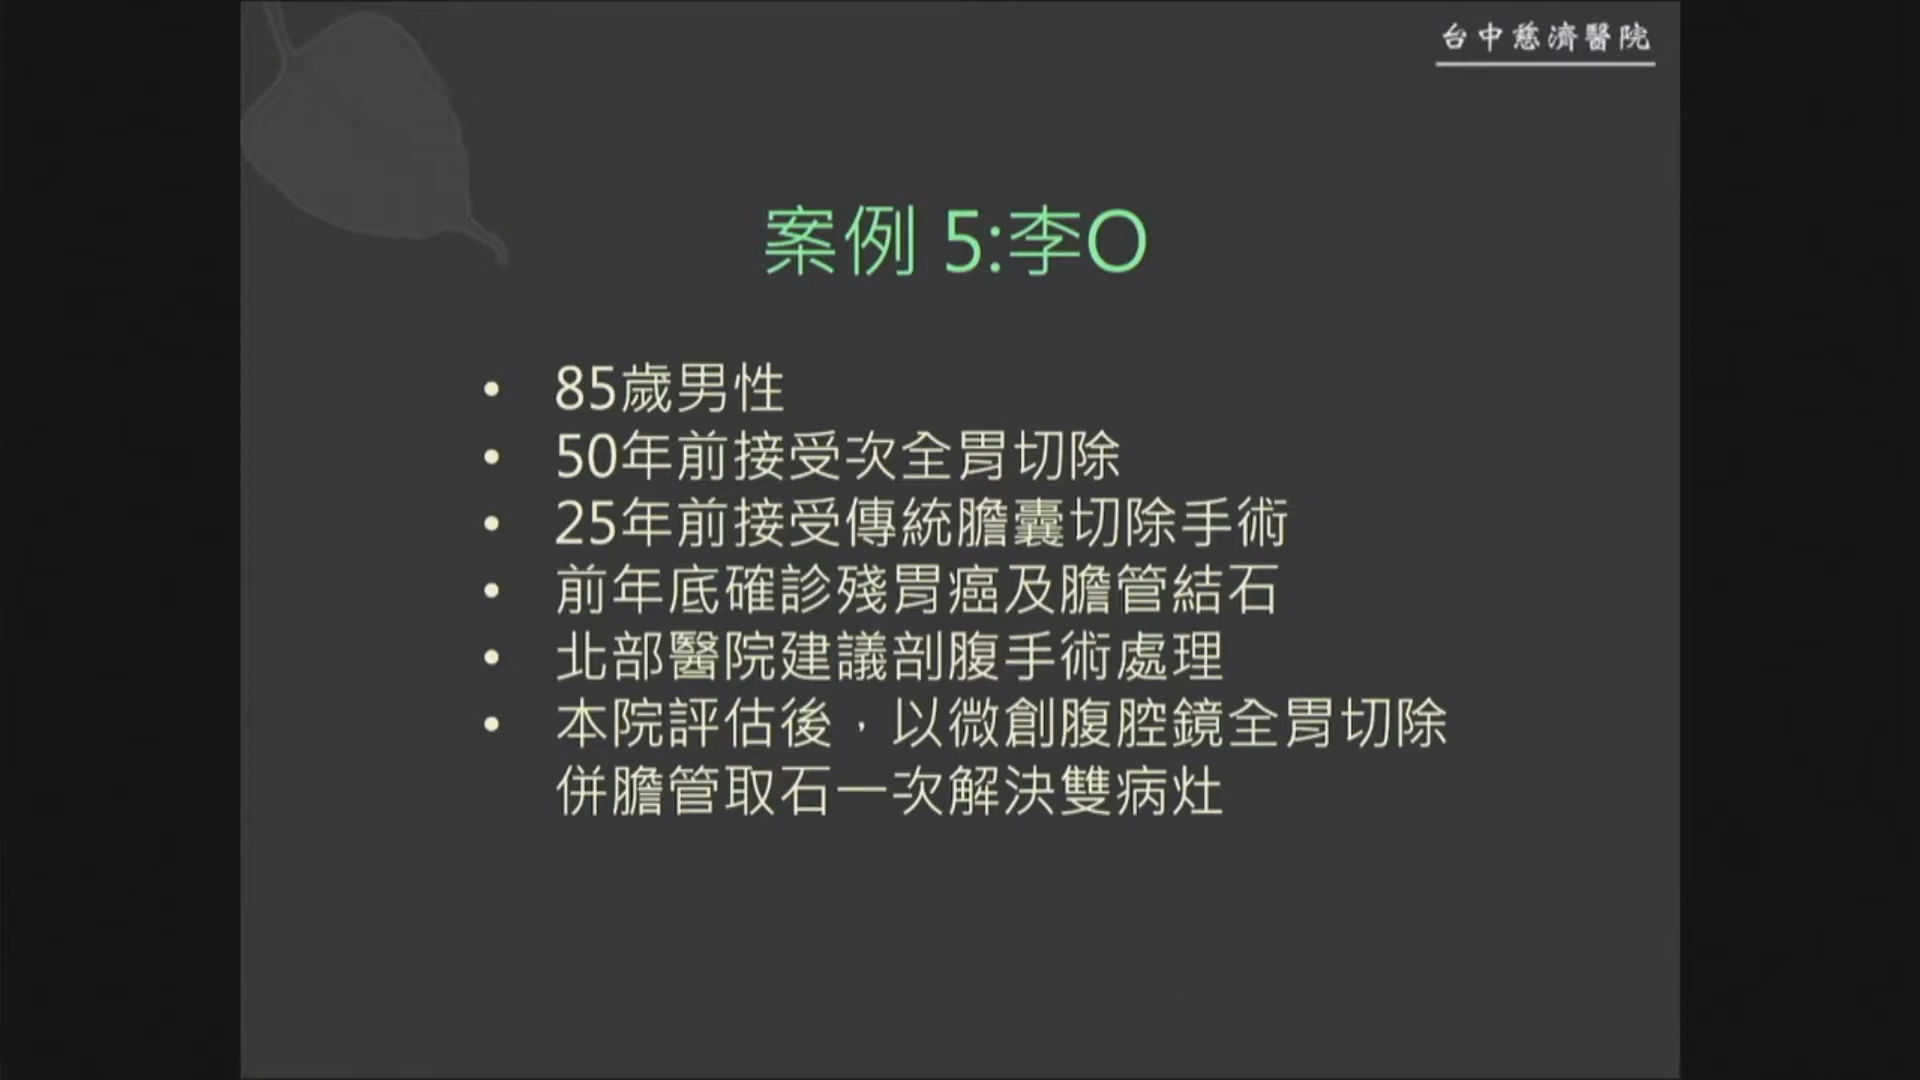 台中慈濟醫院
案例 5:李O
• 85歲男性
• 50年前接受次全胃切除
• 25年前接受傳統膽囊切除手術
• 前年底確診殘胃癌及膽管結石
• 北部醫院建議剖腹手術處理
• 本院評估後，以微創腹腔鏡全胃切除
併膽管取石一次解決雙病灶